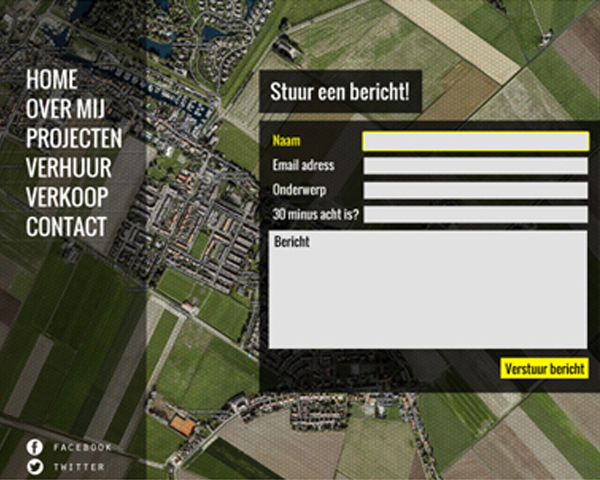 HOME
OVER MIJ
PROJECTEN
VERHUUR
VERKOOP
CONTACT
FACEBOOK
TWITTER
Stuur een bericht!
Naam
Email adress
Onderwerp
30 minus acht is?
Bericht
Verstuur bericht